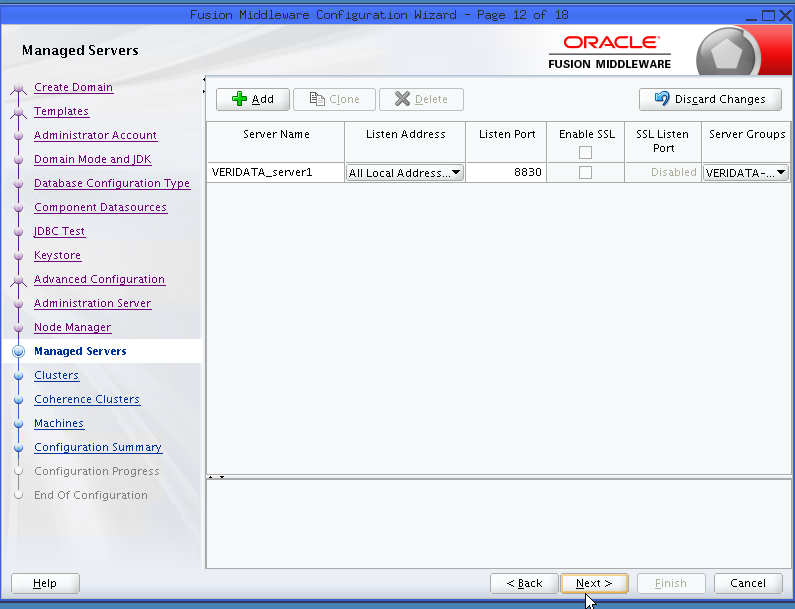 Fusion Middleware Configuration Wizard - Page 12 of 18
Managed Servers
ORACLE
FUSION MIDDLEWARE
Create Domain
Templates
Administrator Account
Domain Mode and JDK
Database Configuration Type
Component Datasources
JDBC Test
Keystore
Advanced Configuration
Administration Server
Node Manager
Managed Servers
Clusters
Coherence Clusters
Machines
Configuration Summary
Configuration Progress
End Of Configuration
Add Clone Delete Discard Changes
Server Name Listen Address Listen Port Enable SSL SSL Listen Port Server Groups
VERIDATA_server1 All Local Address... 8830 Disabled VERIDATA-...
Help < Back Next > Finish Cancel